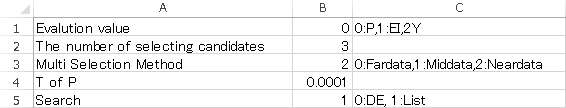 A B C
1 Evalution value 0 0:P,1:EI,2Y
2 The number of selecting candidates 3
3 Multi Selection Method 2 0:Fardata,1:Middata,2:Neardata
4 T of P 0.0001
5 Search 1 0:DE, 1:List